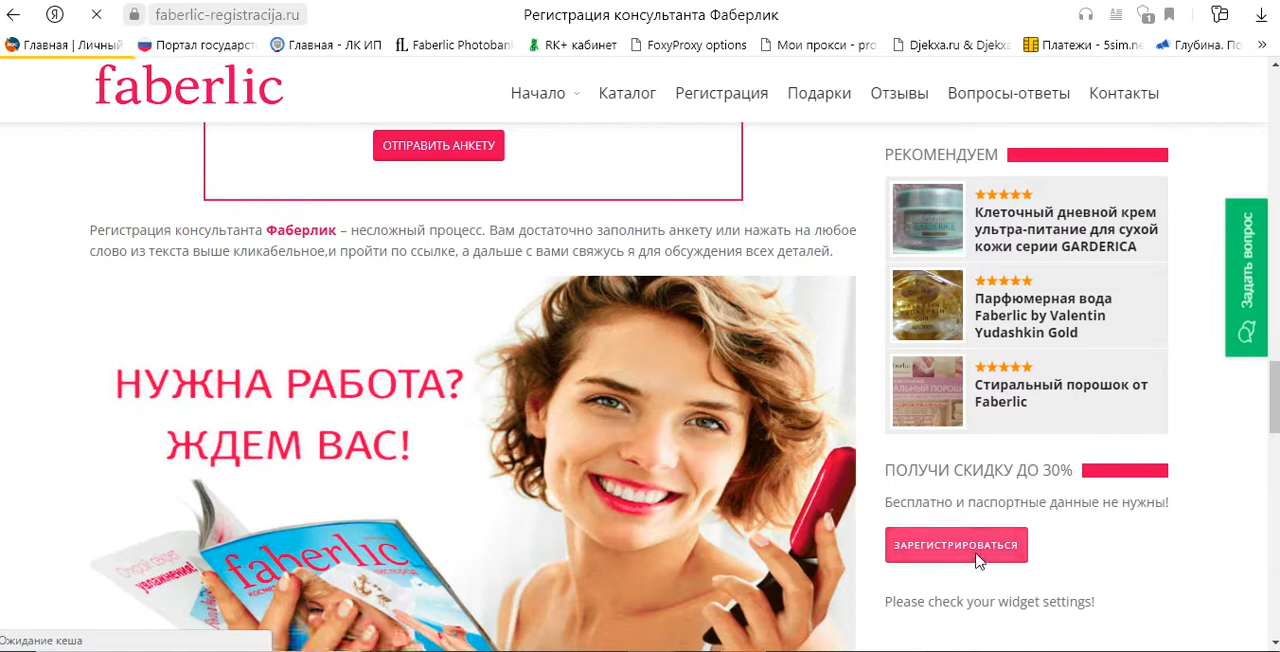 faberlic-registracija.ru
Регистрация консультанта Фаберлик
1
Главная | Личный
Портал государст
Главная - ЛК ИП
Faberlic Photoban
RK+ кабинет
FoxyProxy options
Мои прокси - pro
Djekxa.ru & Djekxa
Платежи - 5sim.ne
Глубина. По
»
faberlic
Начало Каталог Регистрация Подарки Отзывы Вопросы-ответы Контакты
ОТПРАВИТЬ АНКЕТУ
Регистрация консультанта Фаберлик – несложный процесс. Вам достаточно заполнить анкету или нажать на любое
слово из текста выше кликабельное,и пройти по ссылке, а дальше с вами свяжусь я для обсуждения всех деталей.
НУЖНА РАБОТА?
ЖДЕМ ВАС!
увлажнения!
faberlic
РЕКОМЕНДУЕМ
Клеточный дневной крем
ультра-питание для сухой
кожи серии GARDERICA
Парфюмерная вода
Faberlic by Valentin
Yudashkin Gold
Стиральный порошок от
Faberlic
ПОЛУЧИ СКИДКУ ДО 30%
Бесплатно и паспортные данные не нужны!
ЗАРЕГИСТРИРОВАТЬСЯ
Please check your widget settings!
Задать вопрос
Ожидание кеша